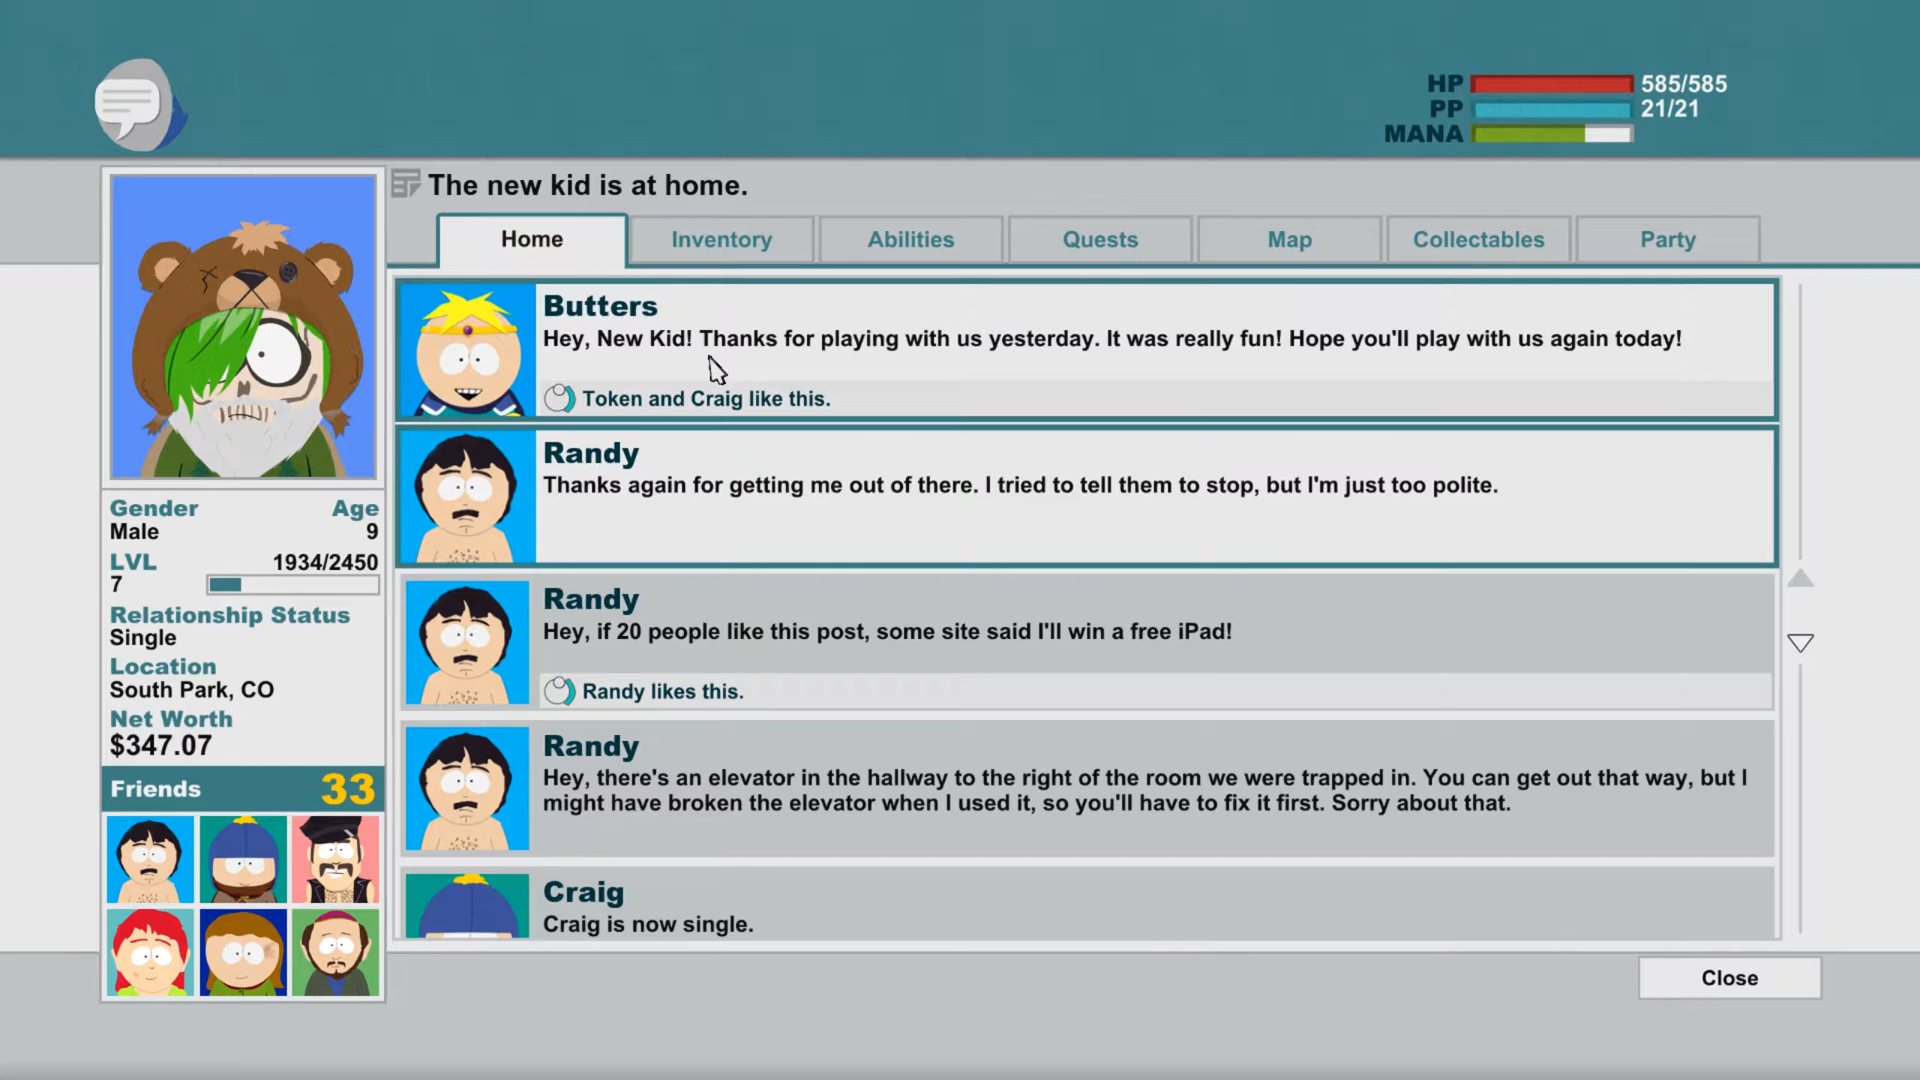 HP 585/585
PP 21/21
MANA
The new kid is at home.
Home Inventory Abilities Quests Map Collectables Party
Butters
Hey, New Kid! Thanks for playing with us yesterday. It was really fun! Hope you'll play with us again today!
Token and Craig like this.
Randy
Thanks again for getting me out of there. I tried to tell them to stop, but I'm just too polite.
Randy
Hey, if 20 people like this post, some site said I'll win a free iPad!
Randy likes this.
Randy
Hey, there's an elevator in the hallway to the right of the room we were trapped in. You can get out that way, but I
might have broken the elevator when I used it, so you'll have to fix it first. Sorry about that.
Craig
Craig is now single.
Gender Age
Male 9
LVL 1934/2450
7
Relationship Status
Single
Location
South Park, CO
Net Worth
$347.07
Friends 33
Close